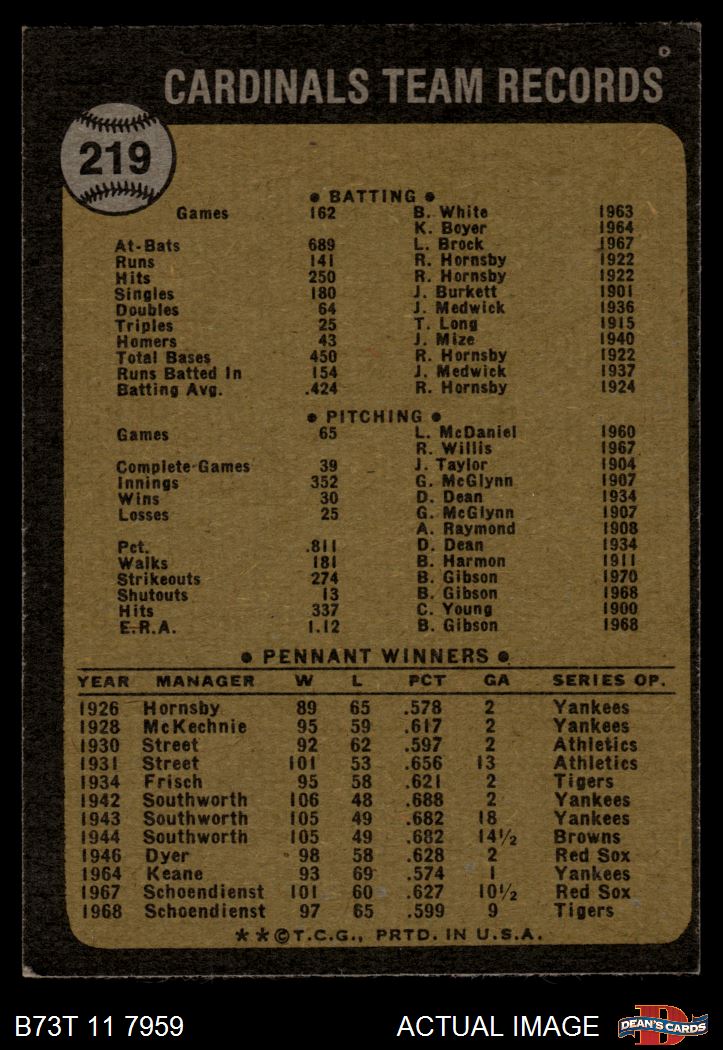 CARDINALS TEAM RECORDS
219
• BATTING •
Games 162 B. White 1963
K. Boyer 1964
At-Bats 689 L. Brock 1967
Runs 141 R. Hornsby 1922
Hits 250 R. Hornsby 1922
Singles 180 J. Burkett 1901
Doubles 64 J. Medwick 1936
Triples 25 T. Long 1915
Homers 43 J. Mize 1940
Total Bases 450 R. Hornsby 1922
Runs Batted In 154 J. Medwick 1937
Batting Avg. .424 R. Hornsby 1924
• PITCHING •
Games 65 L. McDaniel 1960
R. Willis 1967
Complete-Games 39 J. Taylor 1904
Innings 352 G. McGlynn 1907
Wins 30 D. Dean 1934
Losses 25 G. McGlynn 1907
A. Raymond 1908
Pct. .811 D. Dean 1934
Walks 181 B. Harmon 1911
Strikeouts 274 B. Gibson 1970
Shutouts 13 B. Gibson 1968
Hits 337 C. Young 1900
E.R.A. 1.12 B. Gibson 1968
• PENNANT WINNERS •
YEAR MANAGER W L PCT GA SERIES OP.
1926 Hornsby 89 65 .578 2 Yankees
1928 McKechnie 95 59 .617 2 Yankees
1930 Street 92 62 .597 2 Athletics
1931 Street 101 53 .656 13 Athletics
1934 Frisch 95 58 .621 2 Tigers
1942 Southworth 106 48 .688 2 Yankees
1943 Southworth 105 49 .682 18 Yankees
1944 Southworth 105 49 .682 14½ Browns
1946 Dyer 98 58 .628 2 Red Sox
1964 Keane 93 69 .574 1 Yankees
1967 Schoendienst 101 60 .627 10½ Red Sox
1968 Schoendienst 97 65 .599 9 Tigers
* * © T.C.G., PRTD. IN U.S.A.
B73T 11 7959 ACTUAL IMAGE
D
DEAN'S CARDS